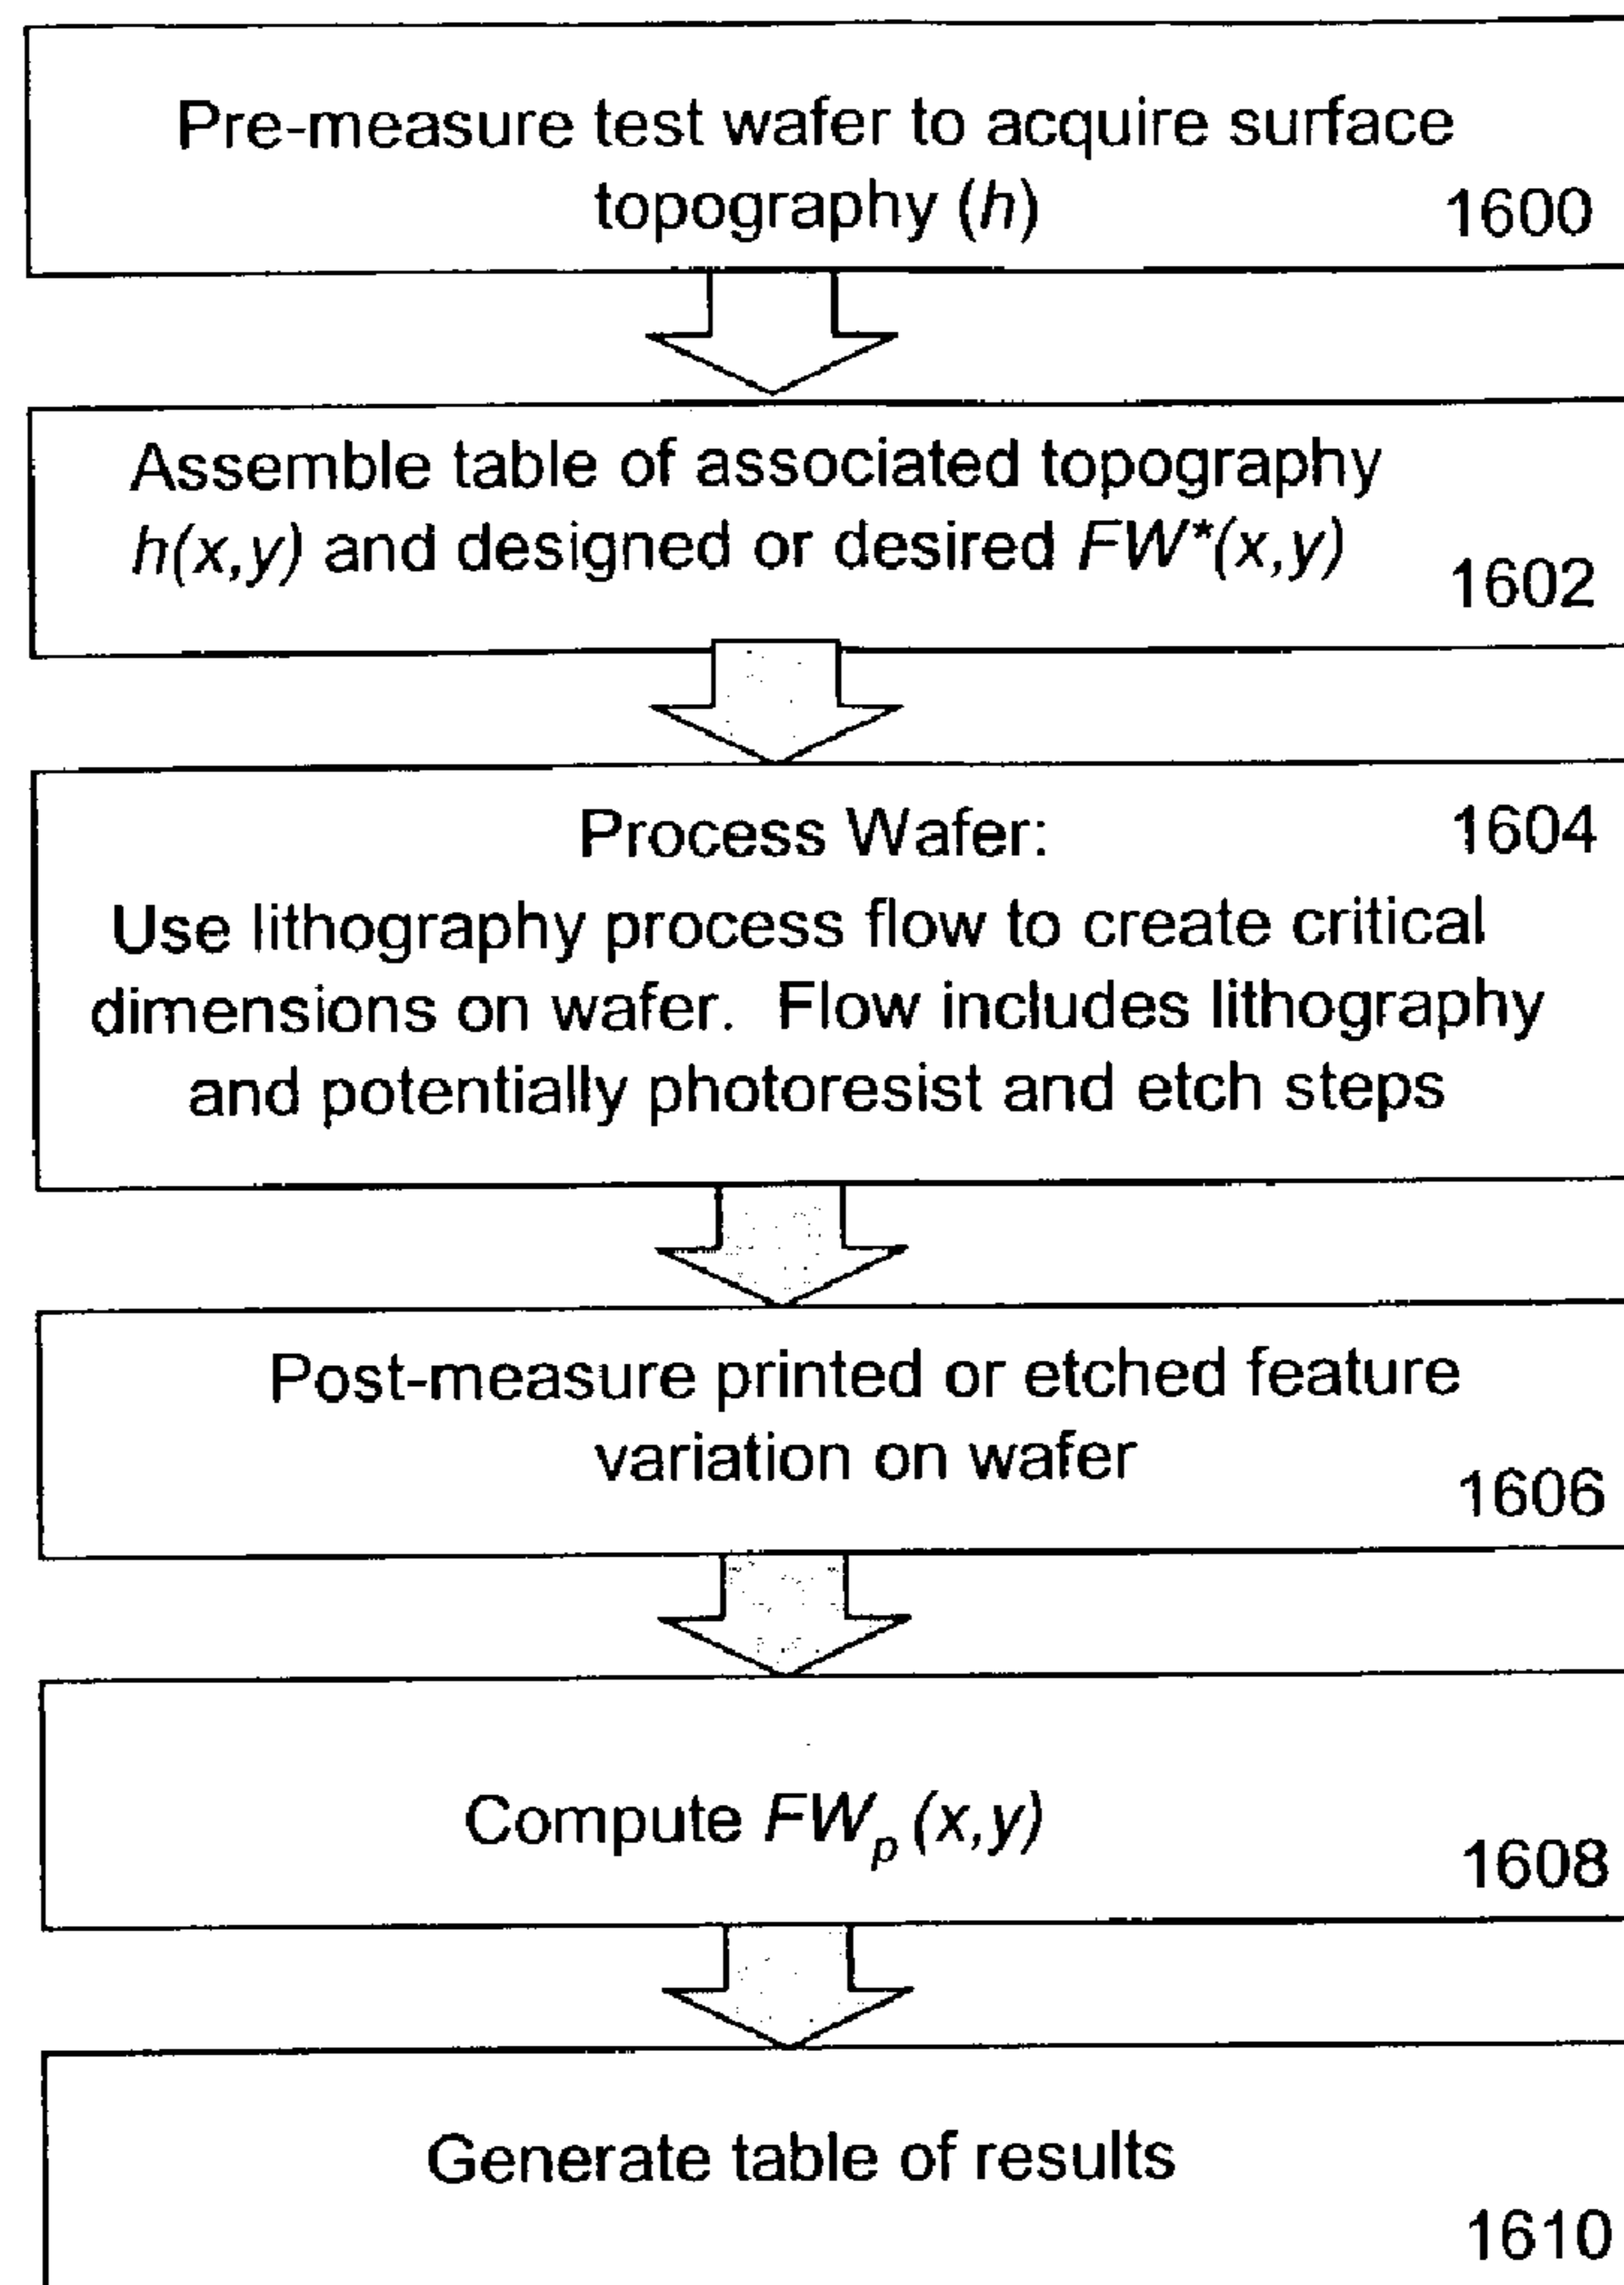 Pre-measure test wafer to acquire surface
topography (h)
1600
Assemble table of associated topography
h(x,y) and designed or desired FW*(x,y)
1602
Process Wafer:
1604
Use lithography process flow to create critical
dimensions on wafer. Flow includes lithography
and potentially photoresist and etch steps
Post-measure printed or etched feature
variation on wafer
1606
Compute FWp (x,y)
1608
Generate table of results
1610